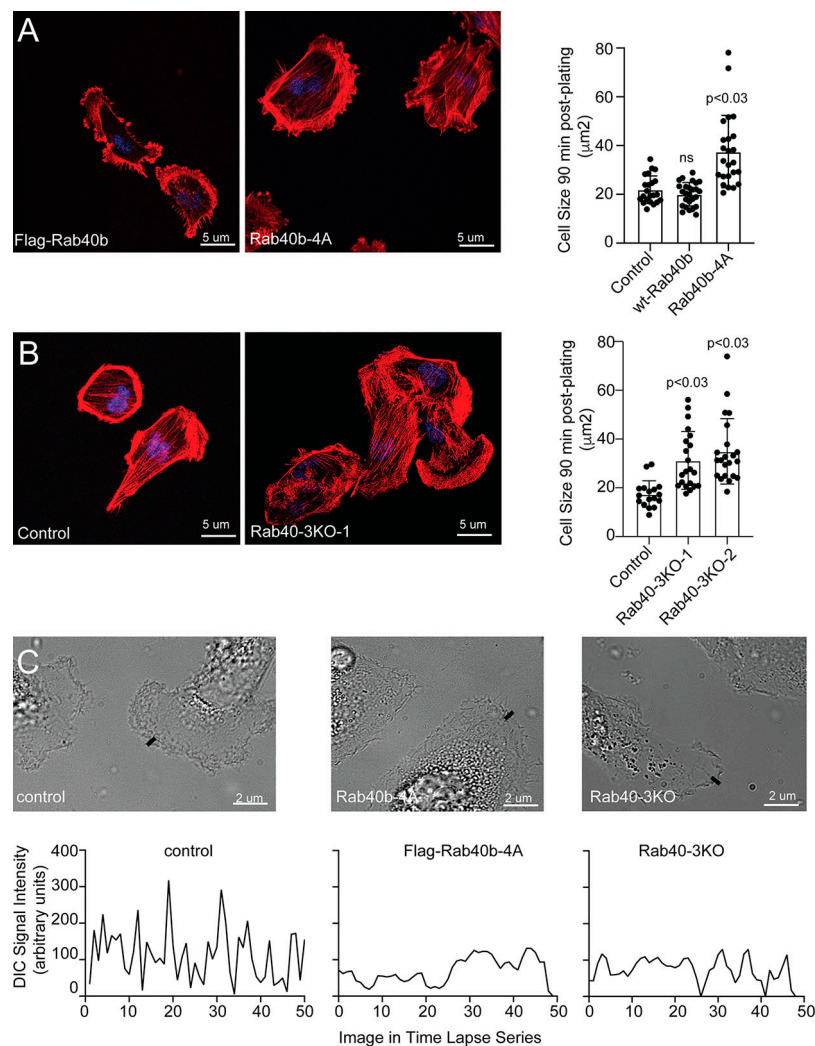 A
Flag-Rab40b
5 um
Rab40b-4A
5 um
Cell Size 90 min post-plating
(μm2)
80
60
40
20
0
ns
p<0.03
Control
wt-Rab40b
Rab40b-4A
B
Control
5 um
Rab40-3KO-1
5 um
Cell Size 90 min post-plating
(μm2)
80
60
40
20
0
p<0.03
p<0.03
Control
Rab40-3KO-1
Rab40-3KO-2
C
control
2 um
Rab40b-4A
2 um
Rab40-3KO
2 um
DIC Signal Intensity
(arbitrary units)
400
300
200
100
0
control
0 10 20 30 40 50
Flag-Rab40b-4A
0 10 20 30 40 50
Rab40-3KO
0 10 20 30 40 50
Image in Time Lapse Series